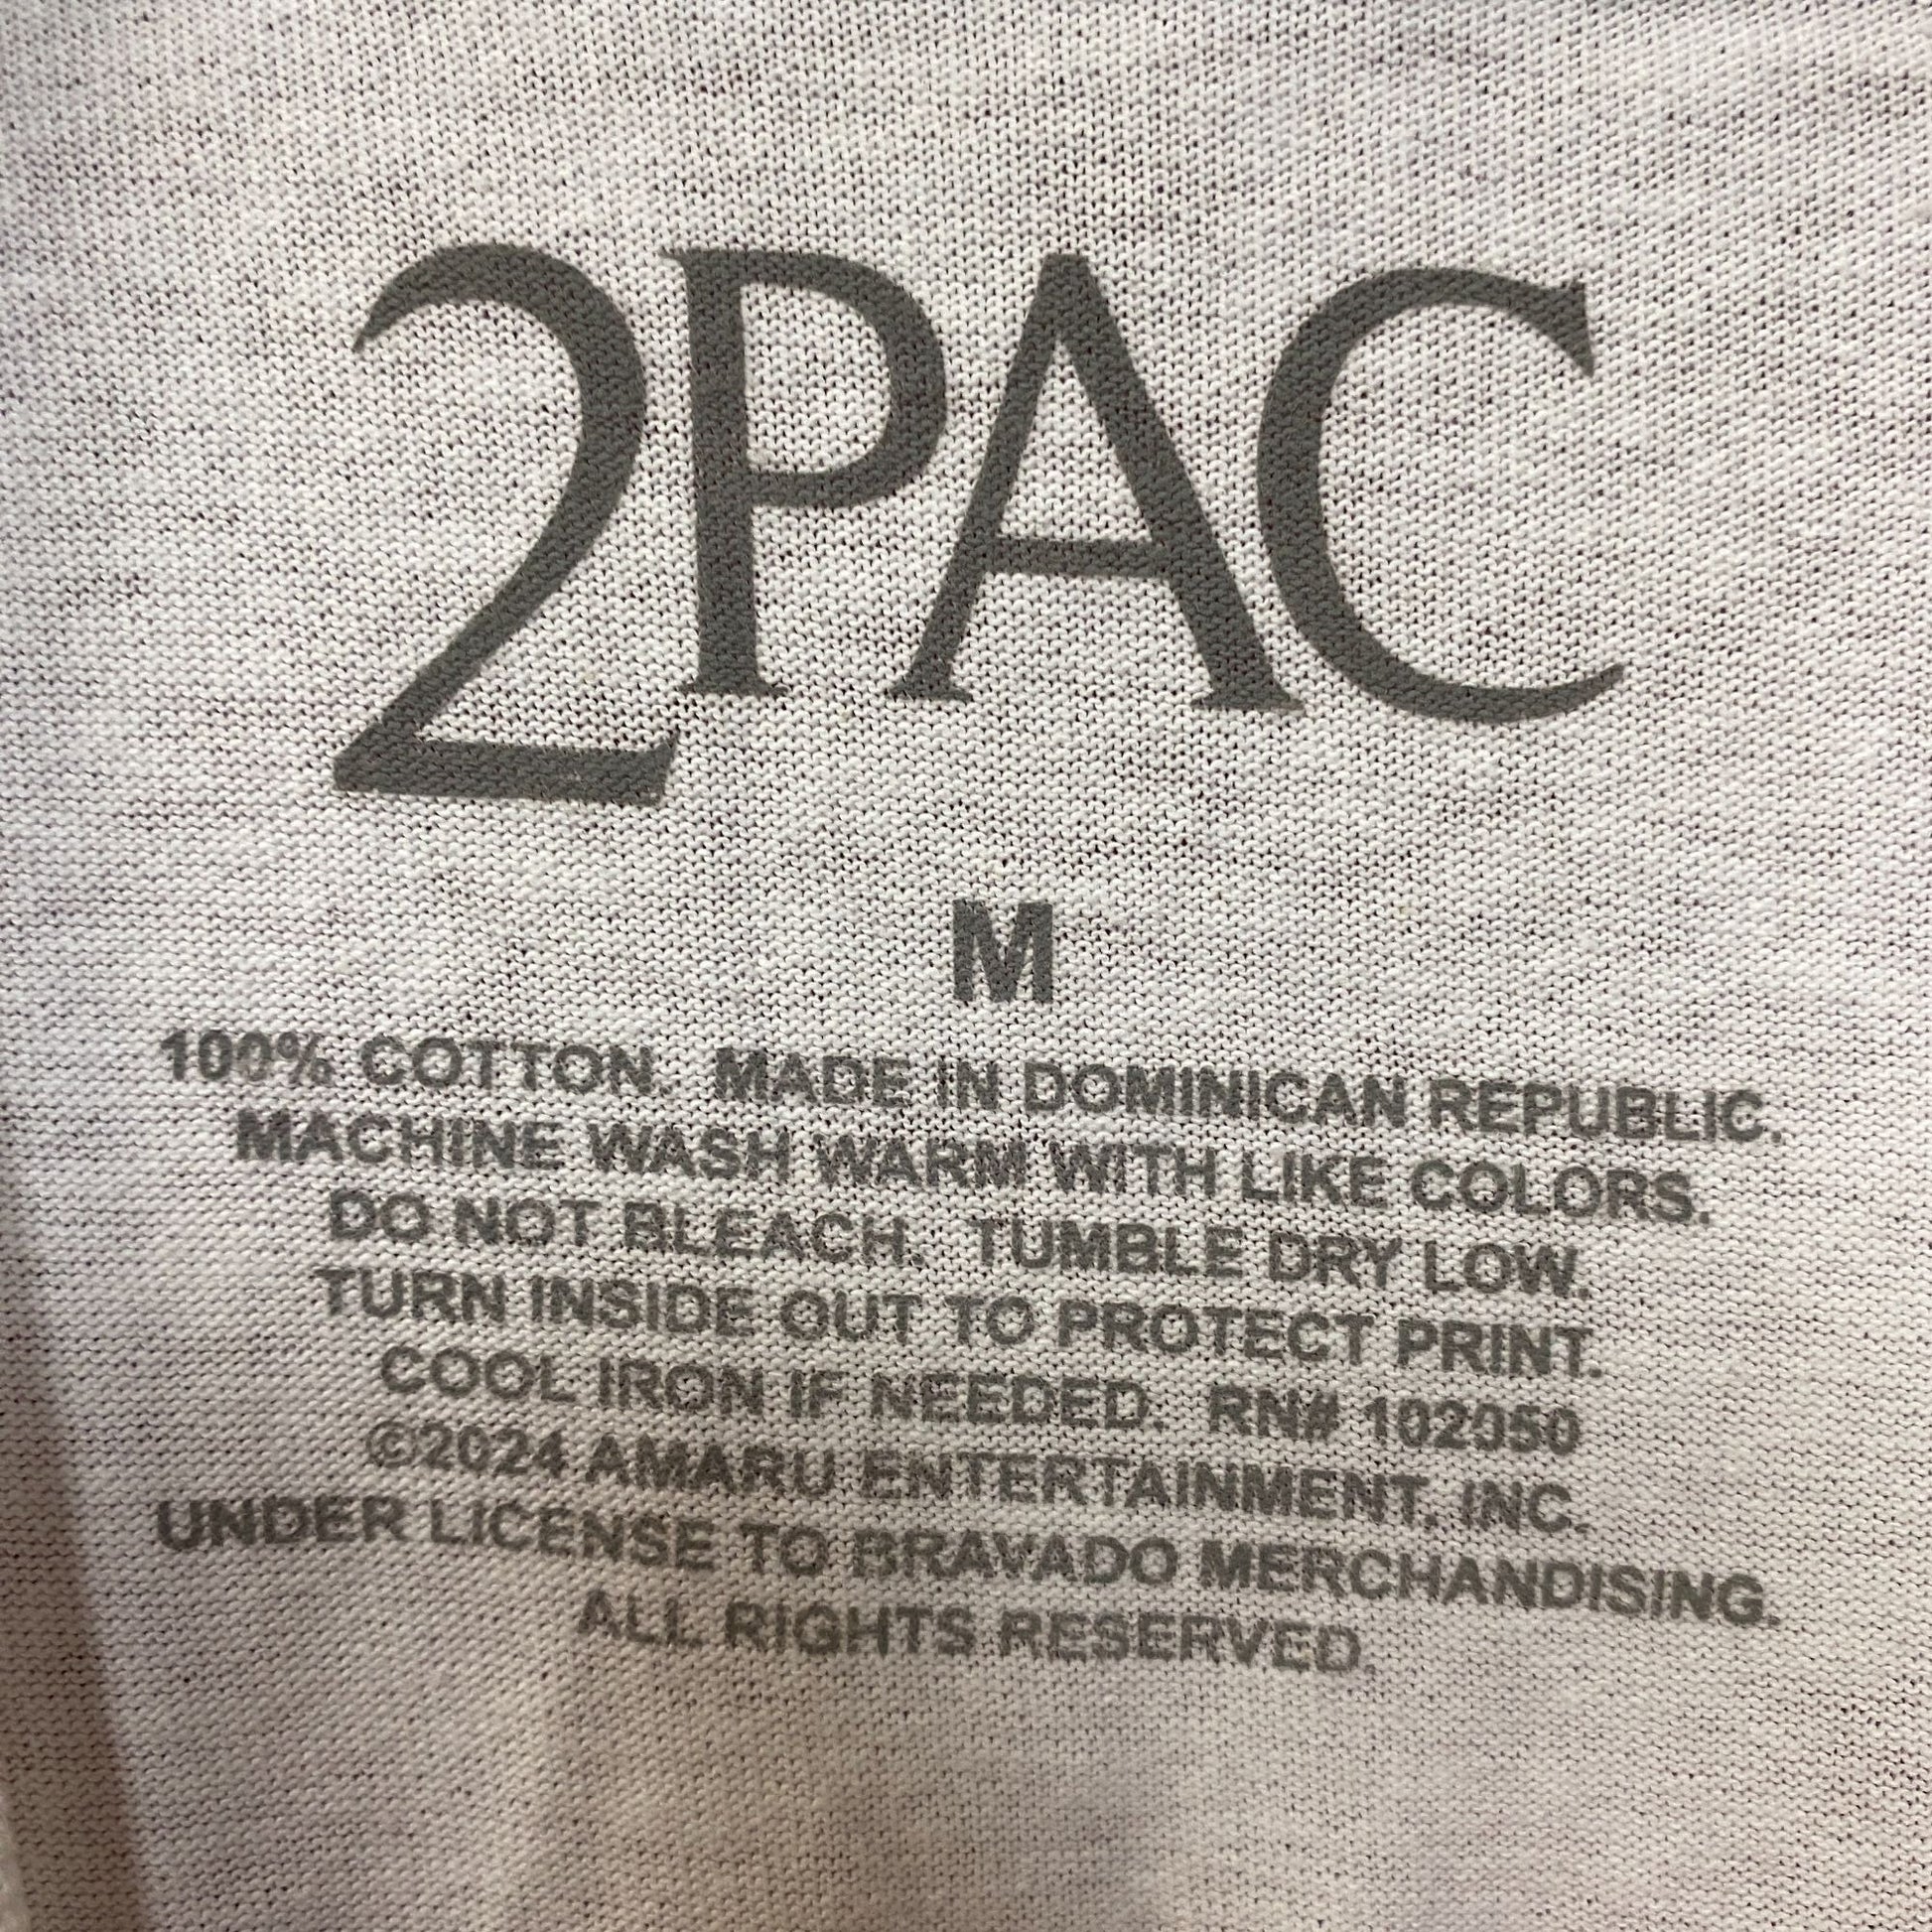 2PAC
M
100% COTTON. MADE IN DOMINICAN REPUBLIC.
MACHINE WASH WARM WITH LIKE COLORS.
DO NOT BLEACH. TUMBLE DRY LOW.
TURN INSIDE OUT TO PROTECT PRINT.
COOL IRON IF NEEDED. RN# 102050
©2024 AMARU ENTERTAINMENT, INC.
UNDER LICENSE TO BRAVADO MERCHANDISING.
ALL RIGHTS RESERVED.